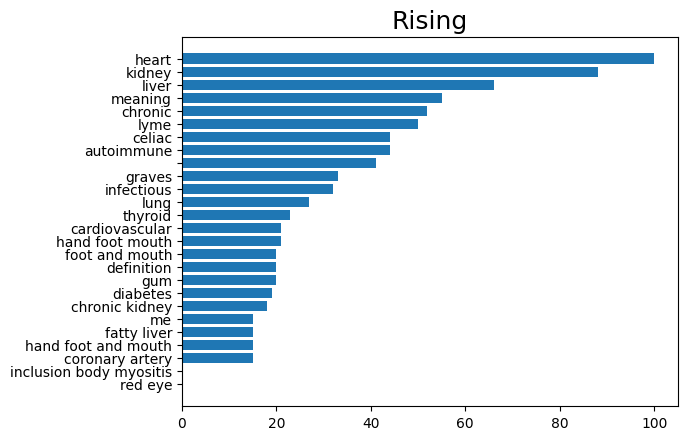 Rising
heart
kidney
liver
meaning
chronic
lyme
celiac
autoimmune
graves
infectious
lung
thyroid
cardiovascular
hand foot mouth
foot and mouth
definition
gum
diabetes
chronic kidney
me
fatty liver
hand foot and mouth
coronary artery
inclusion body myositis
red eye
0 20 40 60 80 100